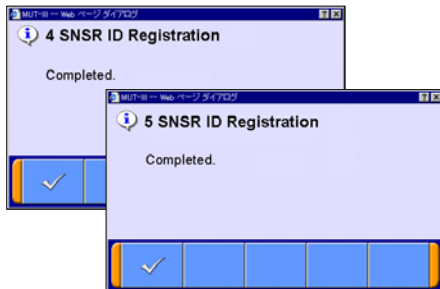 MUT-III -- Web ページ ダイアログ
4 SNSR ID Registration
Completed.
MUT-III -- Web ページ ダイアログ
5 SNSR ID Registration
Completed.